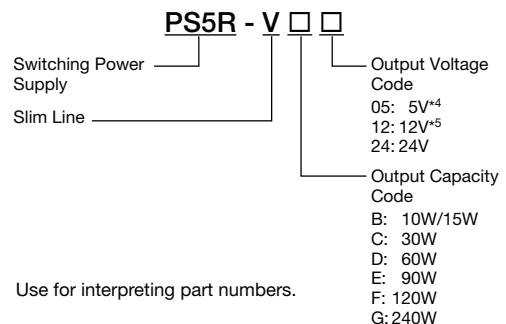 PS5R - V □ □
Switching Power
Supply
Slim Line
Output Voltage
Code
05: 5V*4
12: 12V*5
24: 24V
Output Capacity
Code
B: 10W/15W
C: 30W
D: 60W
E: 90W
F: 120W
G: 240W
Use for interpreting part numbers.